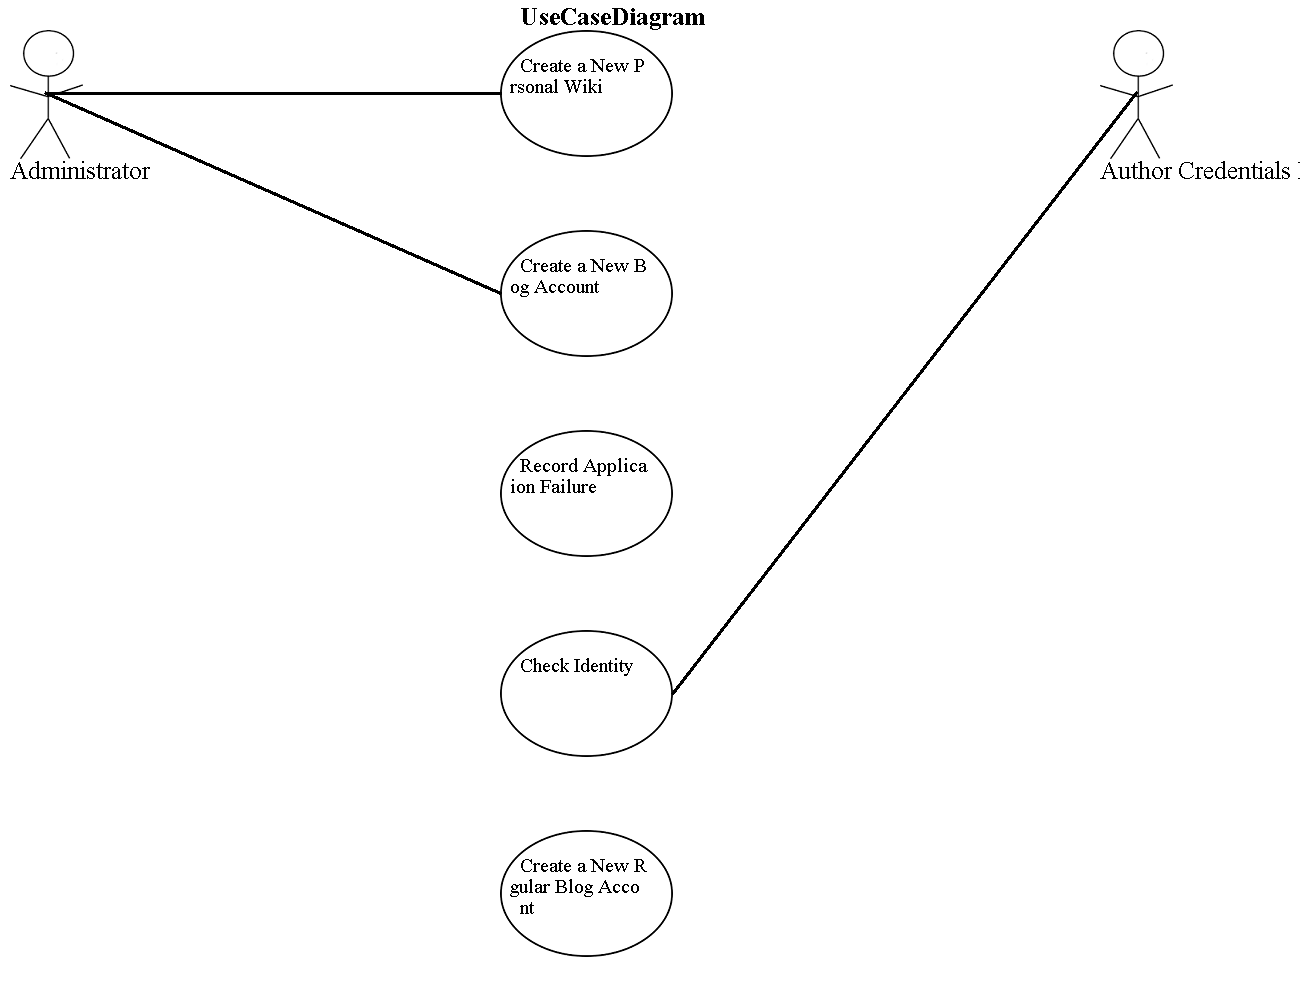 UseCaseDiagram
Create a New P
rsonal Wiki
Administrator
Author Credentials
Create a New B
og Account
Record Applica
ion Failure
Check Identity
Create a New R
gular Blog Acco
nt